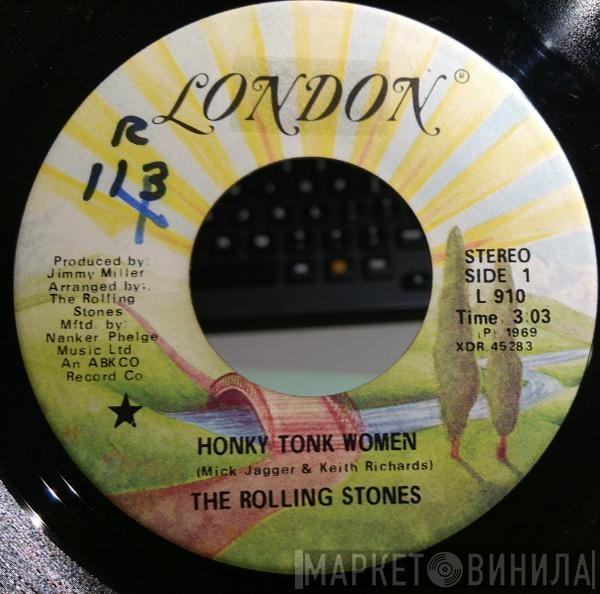 LONDON®
R
113
Produced by:
Jimmy Miller
Arranged by:.
The Rolling
Stones
Mftd. by:
Nanker Phelge
Music Ltd
An ABKCO
Record Co
STEREO
SIDE 1
L 910
Time: 3:03
(P) 1969
XDR 45283
HONKY TONK WOMEN
(Mick Jagger & Keith Richards)
THE ROLLING STONES
МАРКЕТ ВИНИЛА